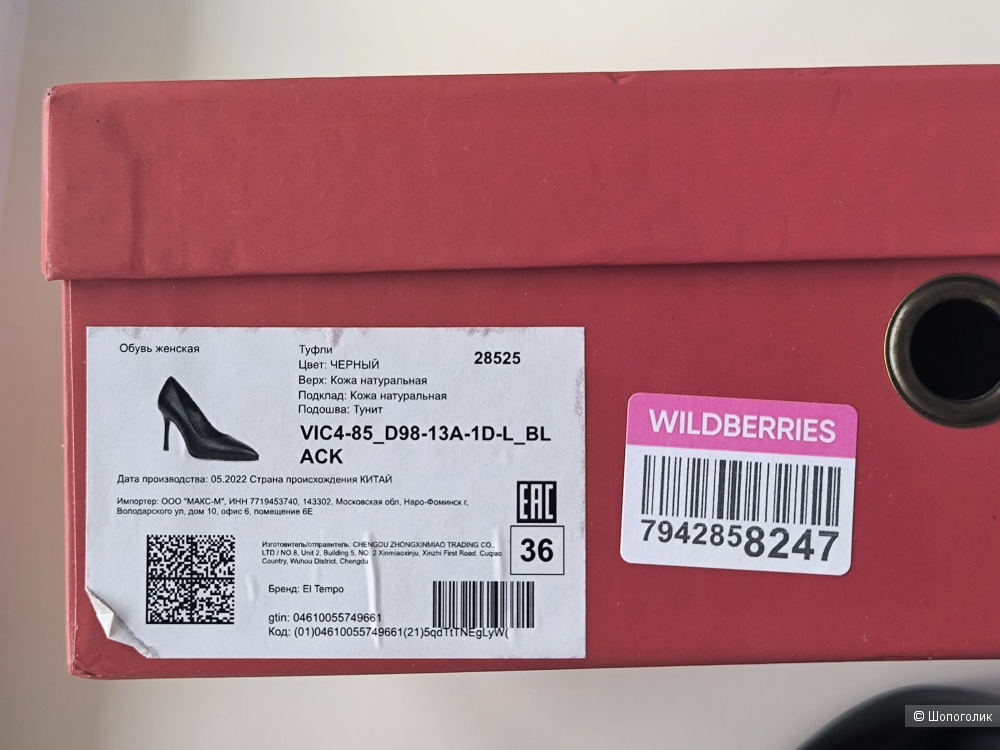 Обувь женская
Туфли
28525
Цвет: ЧЕРНЫЙ
Верх: Кожа натуральная
Подклад: Кожа натуральная
Подошва: Тунит
VIC4-85_D98-13A-1D-L_BL
ACK
Дата производства: 05.2022 Страна происхождения КИТАЙ
Импортер: ООО "МАКС-М", ИНН 7719453740, 143302, Московская обл, Наро-Фоминск г,
Володарского ул, дом 10, офис 6, помещение 6Е
EAC
36
Изготовитель/отправитель: CHENGDU ZHONGXINMIAO TRADING CO.,
LTD / NO 8, Unit 2, Building 5, NO. 2 Xinmiaoxinju, Xinzhi First Road, Cuqiao
Country, Wuhou District, Chengdu
Бренд: El Tempo
gtin: 04610055749661
Код: (01)04610055749661(21)5qdTtTNEgLyW(
WILDBERRIES
79428588247
© Шопоголик